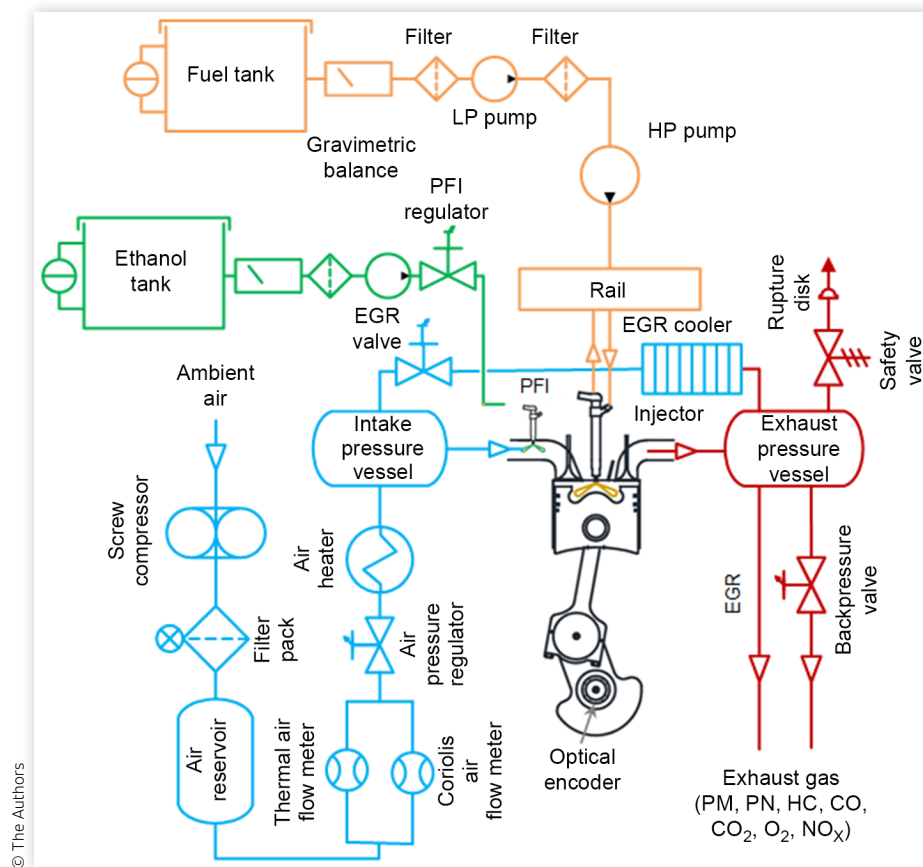 Fuel tank
Filter
Filter
LP pump
HP pump
Gravimetric
balance
PFI
regulator
Ethanol
tank
Rail
EGR
valve
EGR cooler
Rupture
disk
Safety
valve
Ambient
air
PFI
Injector
Intake
pressure
vessel
Exhaust
pressure
vessel
Screw
compressor
Air
heater
EGR
Backpressure
valve
Filter
pack
Air
pressure
regulator
Air
reservoir
Thermal air
flow meter
Coriolis
air
flow meter
Optical
encoder
Exhaust gas
(PM, PN, HC, CO,
CO₂, O₂, NOₓ)
© The Authors